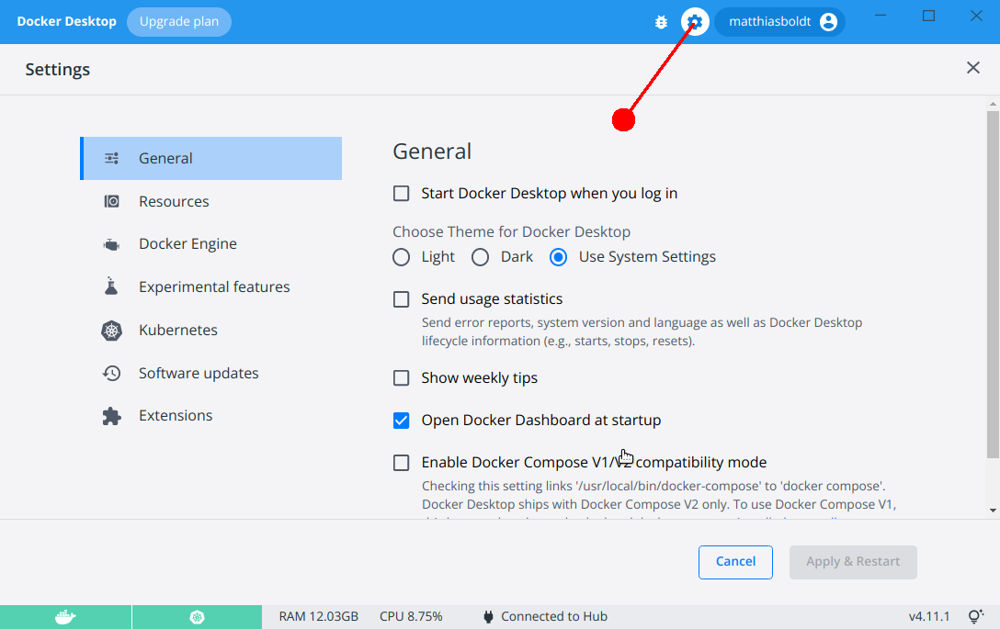 Docker Desktop
Upgrade plan
matthiasboldt
Settings
General
Resources
Docker Engine
Experimental features
Kubernetes
Software updates
Extensions
General
Start Docker Desktop when you log in
Choose Theme for Docker Desktop
Light Dark Use System Settings
Send usage statistics
Send error reports, system version and language as well as Docker Desktop
lifecycle information (e.g., starts, stops, resets).
Show weekly tips
Open Docker Dashboard at startup
Enable Docker Compose V1/V2 compatibility mode
Checking this setting links '/usr/local/bin/docker-compose' to 'docker compose'.
Docker Desktop ships with Docker Compose V2 only. To use Docker Compose V1,
Cancel
Apply & Restart
RAM 12.03GB CPU 8.75% Connected to Hub v4.11.1